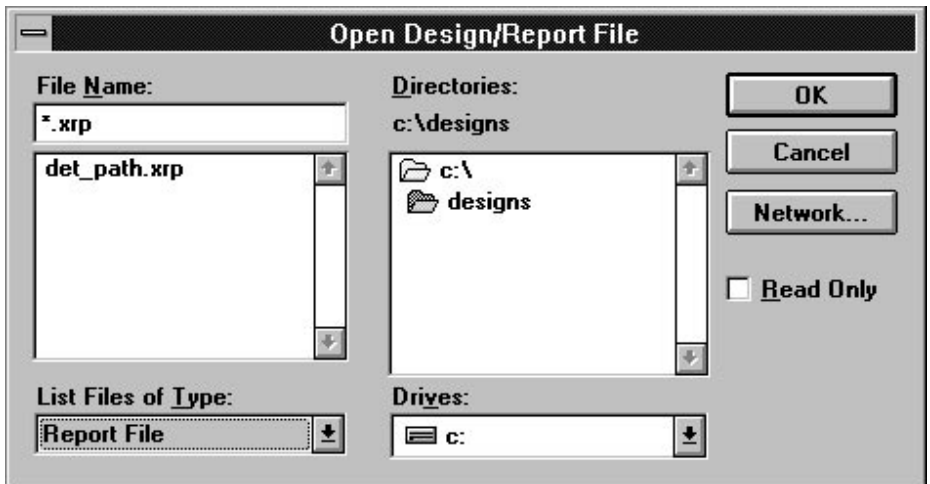 Open Design/Report File
File Name:
*.xrp
det_path.xrp
List Files of Type:
Report File
Directories:
c:\designs
c:\
designs
Drives:
c:
OK
Cancel
Network...
Read Only